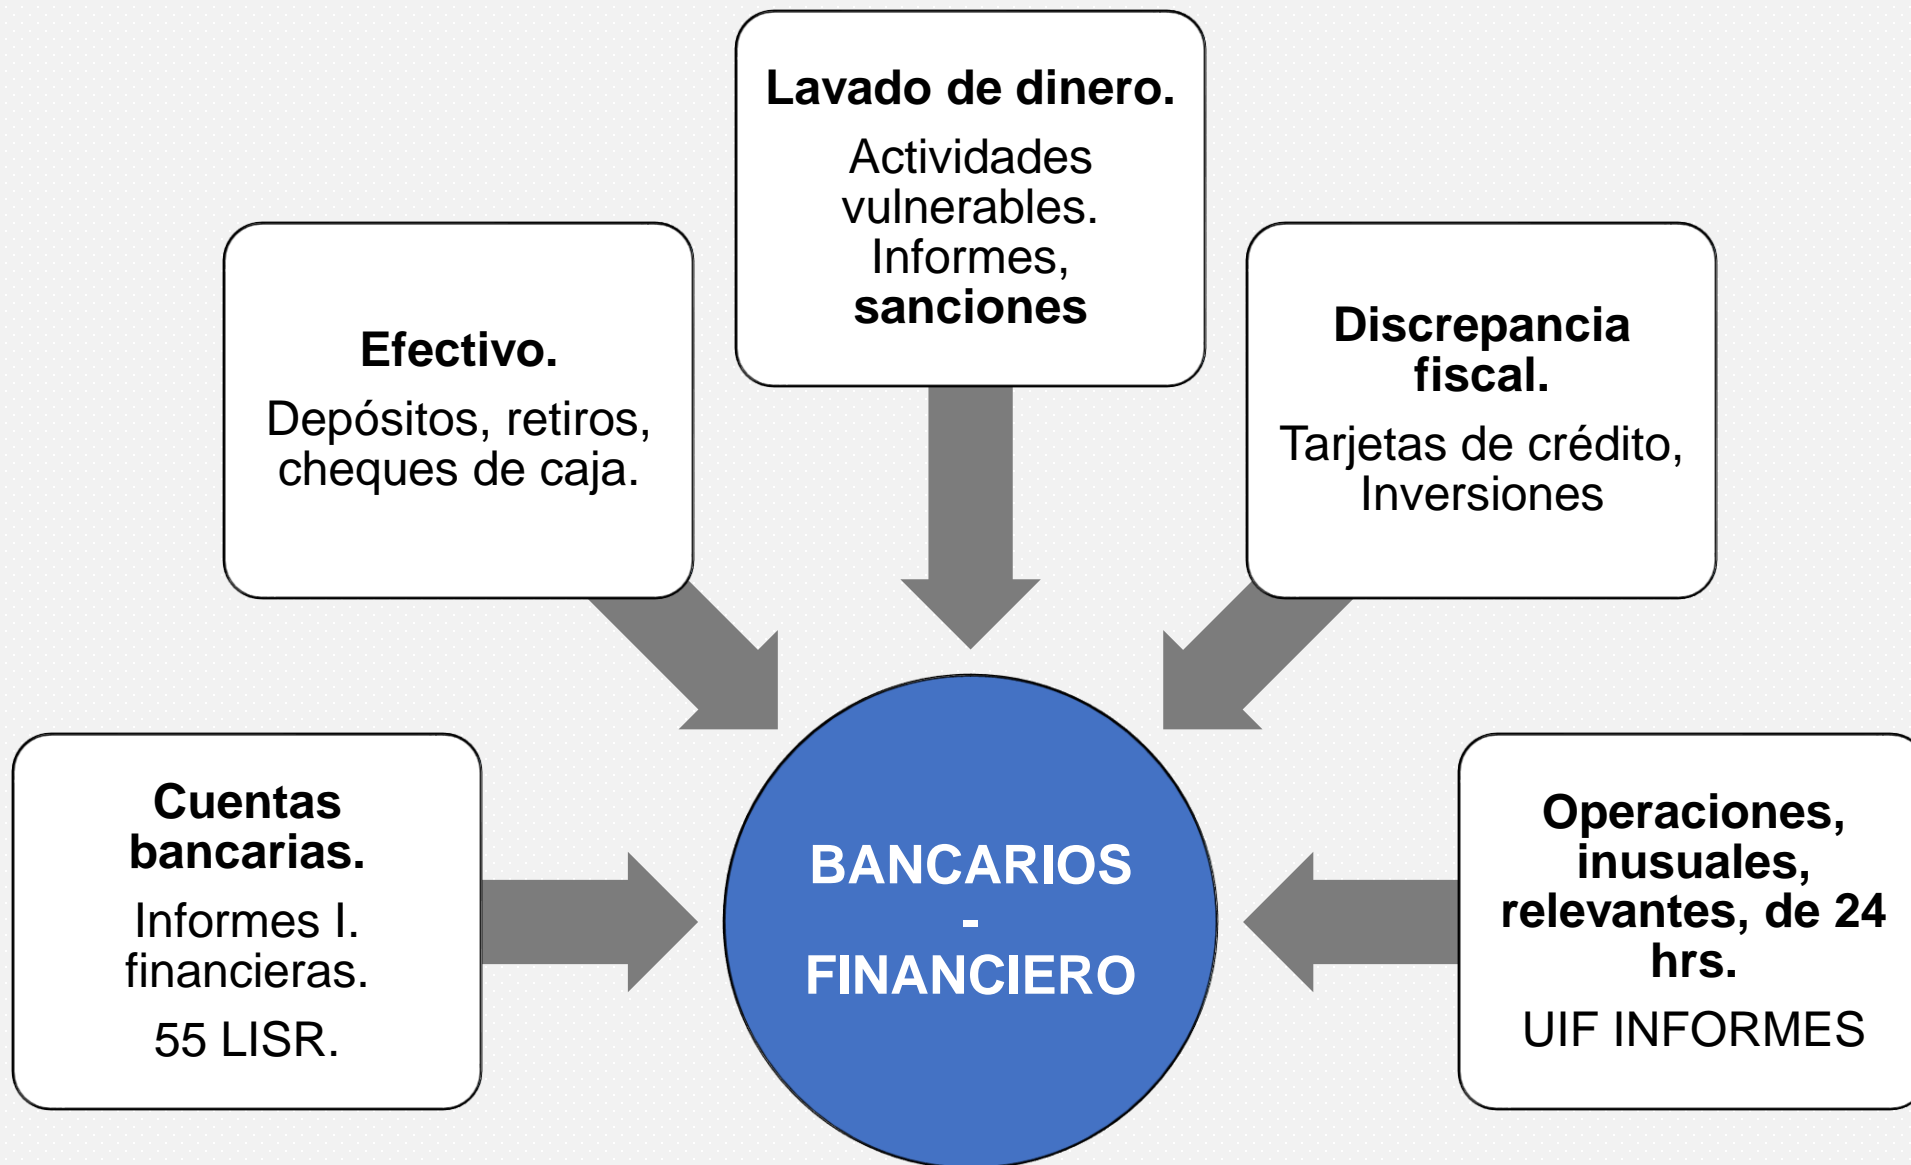 Lavado de dinero.
Actividades
vulnerables.
Informes,
sanciones
Efectivo.
Depósitos, retiros,
cheques de caja.
Discrepancia
fiscal.
Tarjetas de crédito,
Inversiones
Cuentas
bancarias.
Informes I.
financieras.
55 LISR.
BANCARIOS
-
FINANCIERO
Operaciones,
inusuales,
relevantes, de 24
hrs.
UIF INFORMES